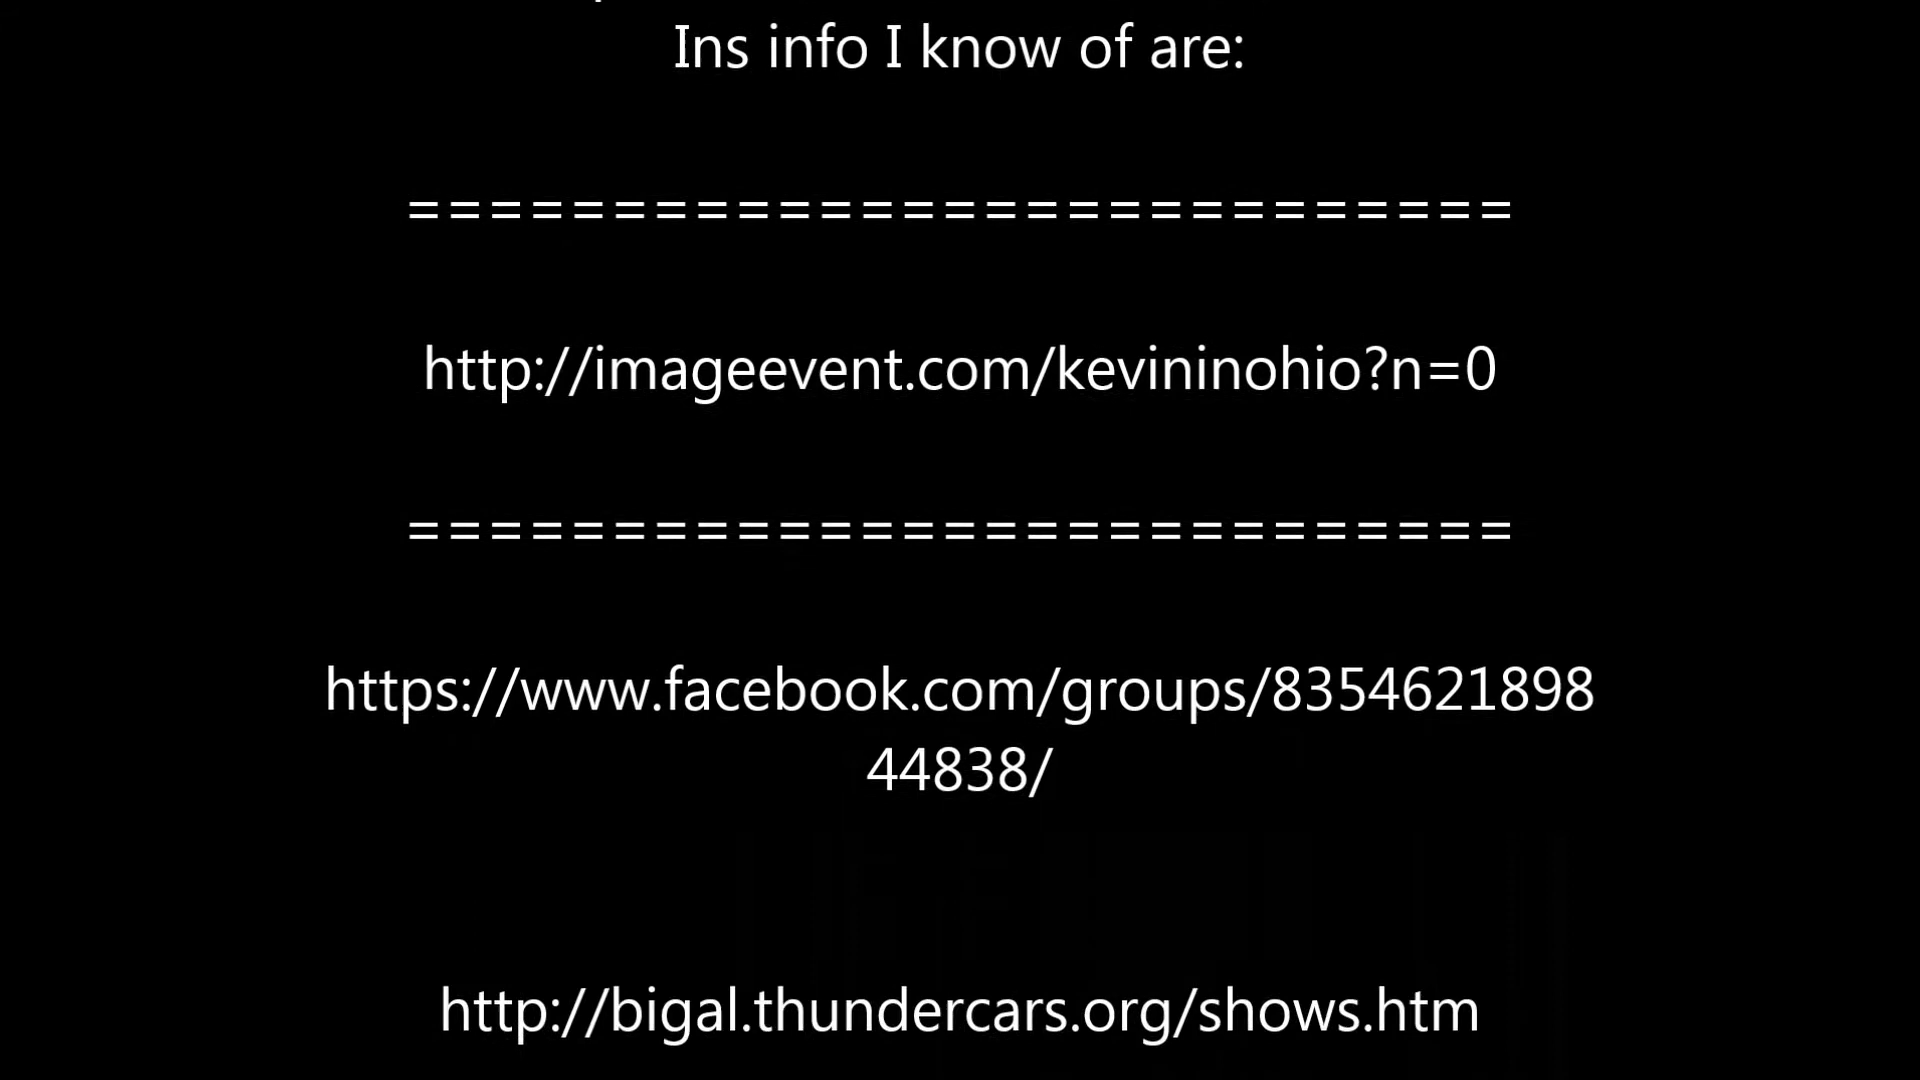 Ins info I know of are:
===========================
http://imageevent.com/kevininohio?n=0
===========================
https://www.facebook.com/groups/8354621898
44838/
http://bigal.thundercars.org/shows.htm